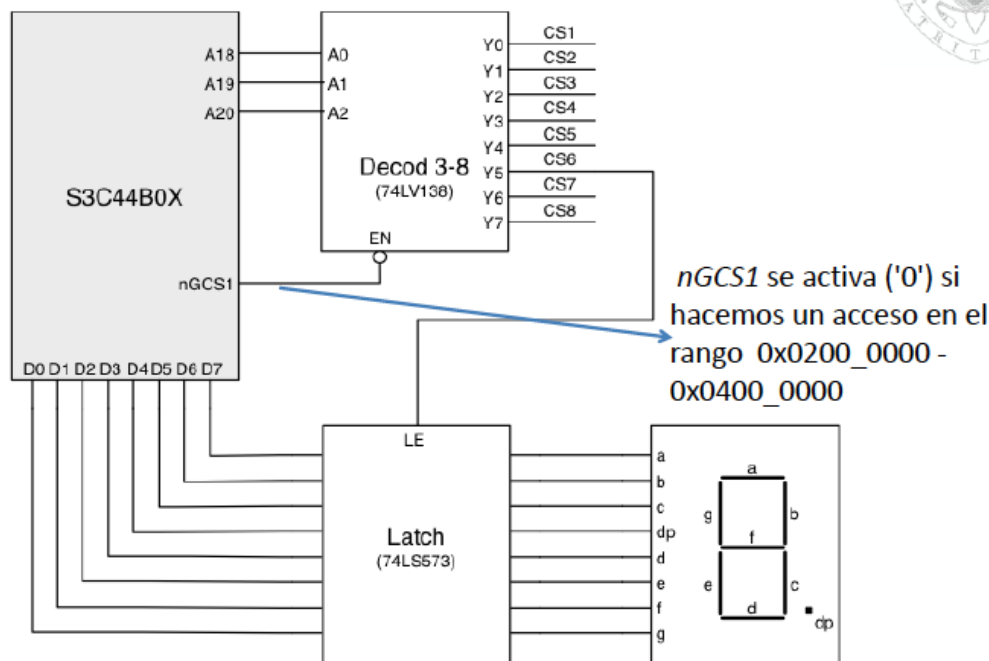 ATRIT
A18
A19
A20
S3C44B0X
nGCS1
D0 D1 D2 D3 D4 D5 D6 D7
A0
A1
A2
Decod 3-8
(74LV138)
EN
Y0
Y1
Y2
Y3
Y4
Y5
Y6
Y7
CS1
CS2
CS3
CS4
CS5
CS6
CS7
CS8
nGCS1 se activa ('0') si
hacemos un acceso en el
rango 0x0200_0000 -
0x0400_0000
LE
Latch
(74LS573)
a
b
c
dp
d
e
f
g
a
g
b
f
e
c
d
dp